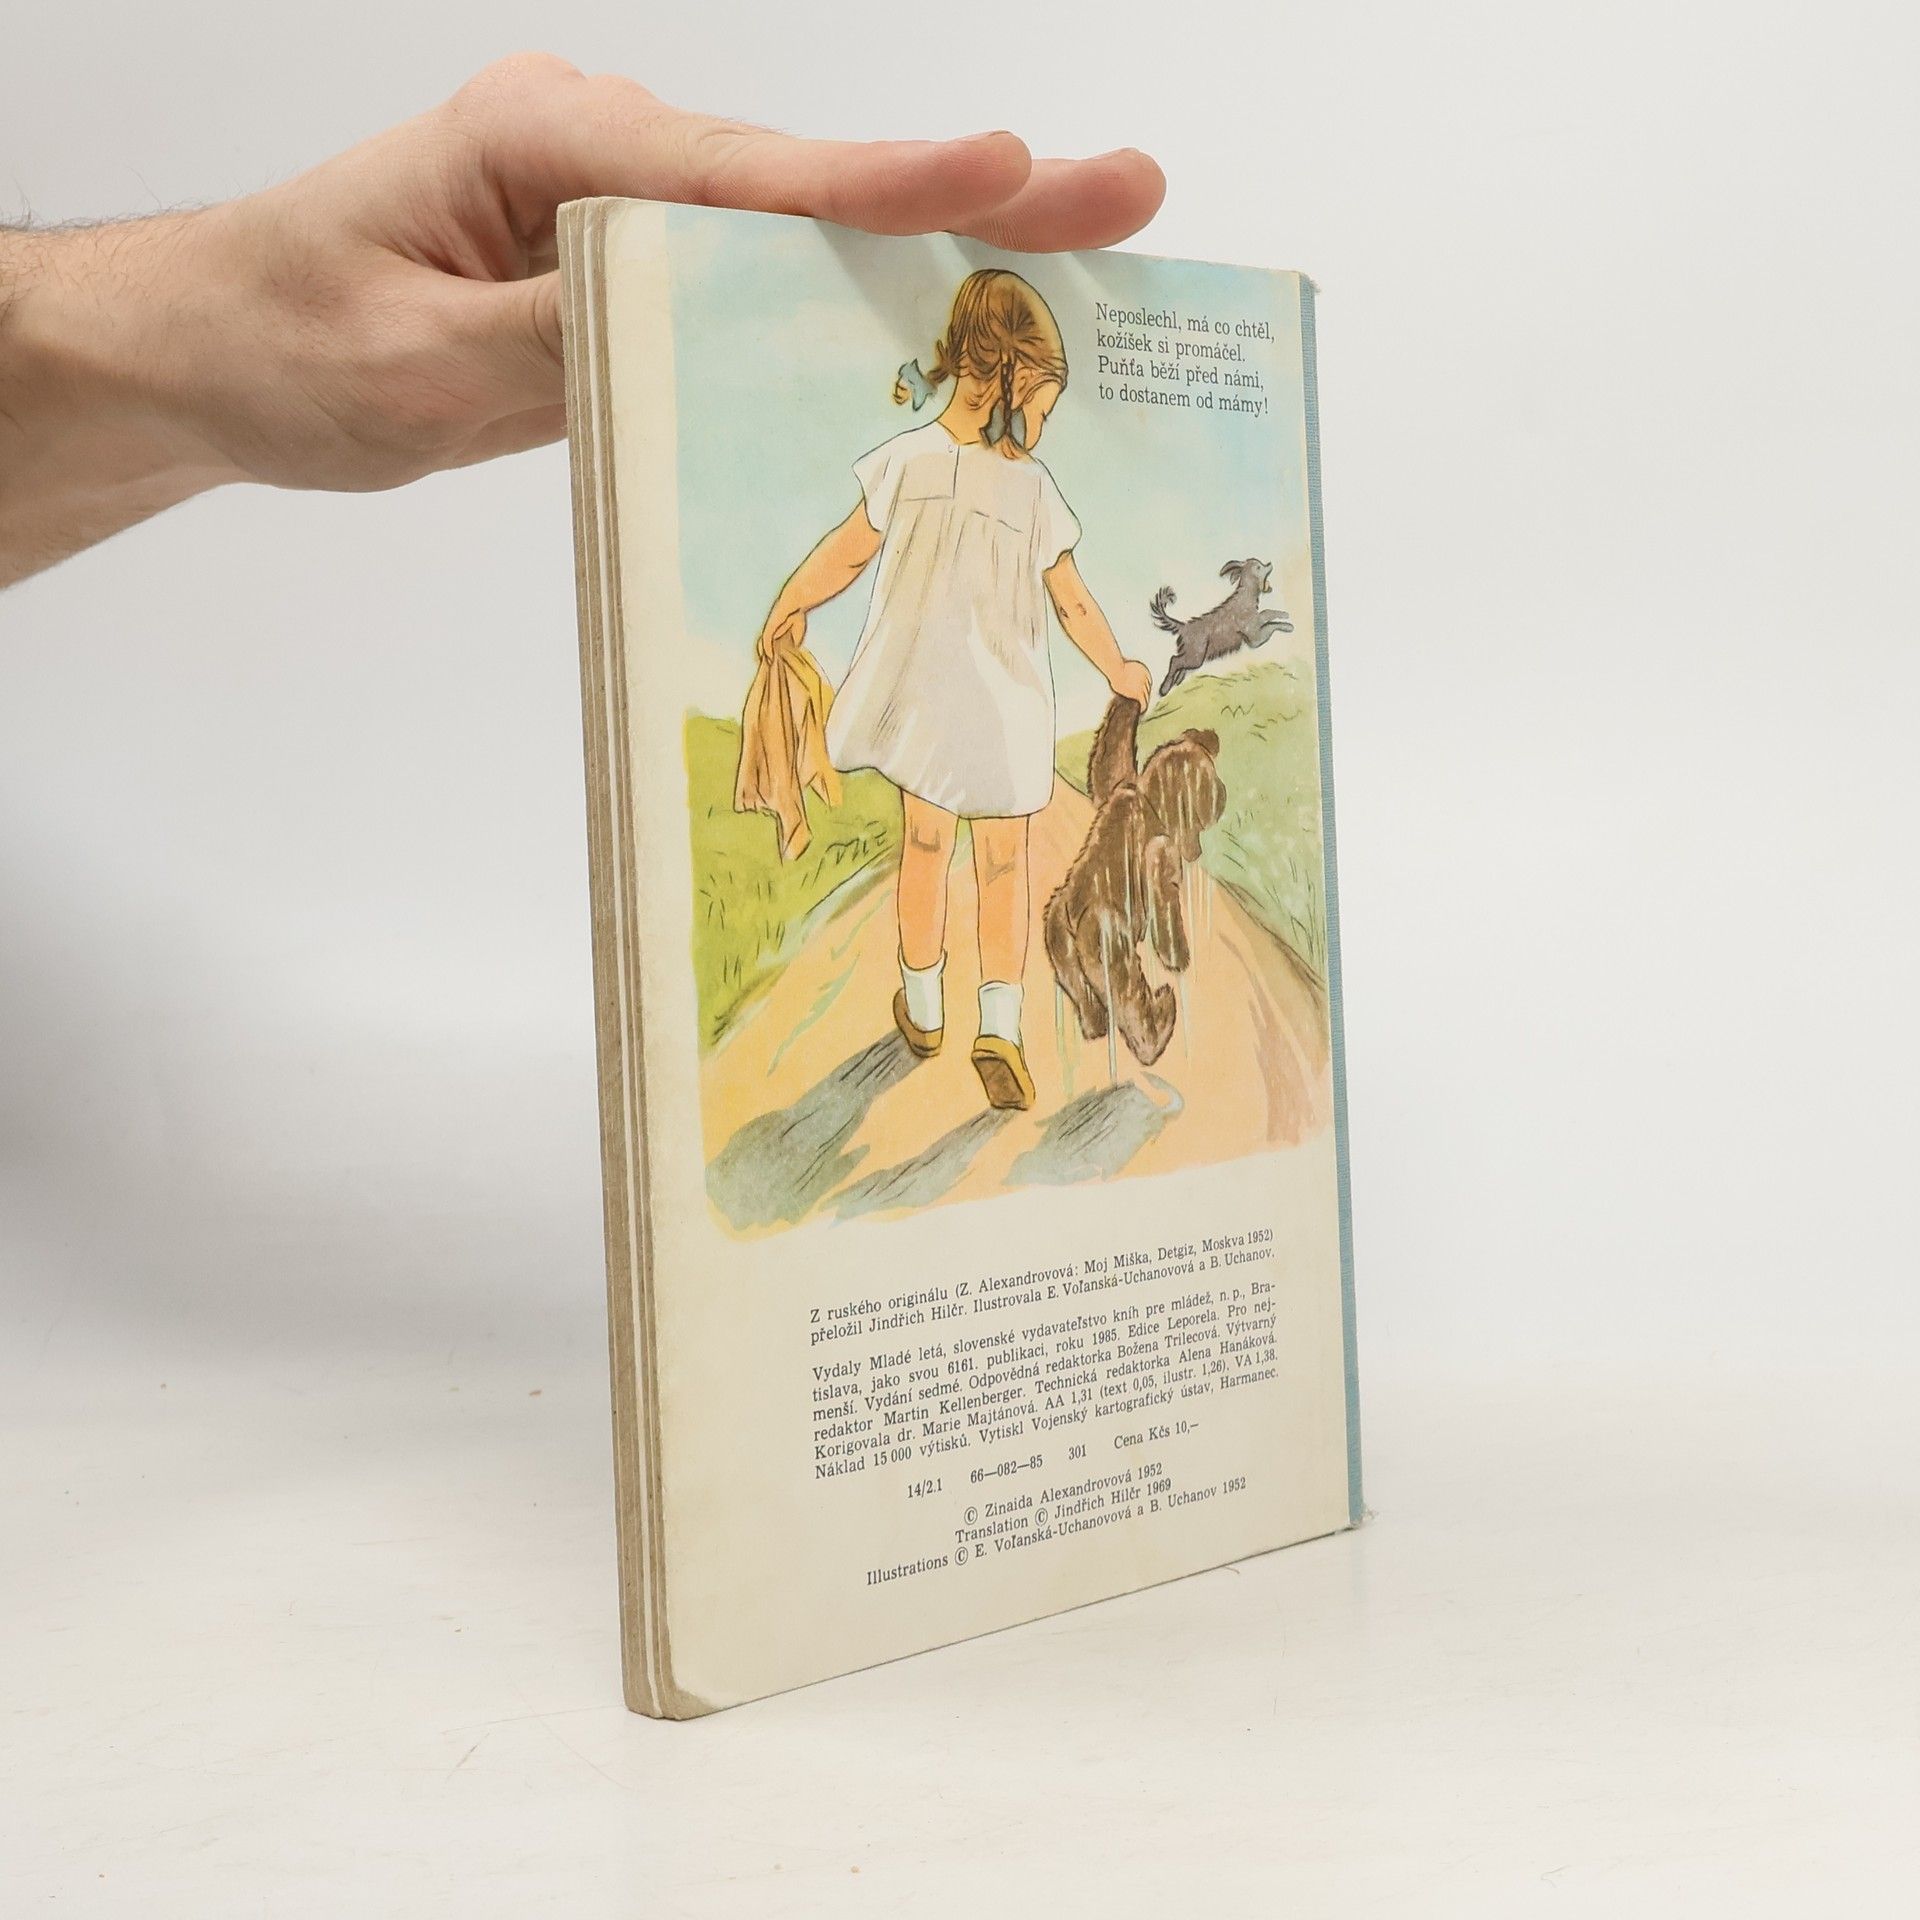 Neposlechl, má co chtěl,
kožíšek si promáčel.
Puňťa běží před námi,
to dostanem od mámy!
Z ruského originálu (Z. Alexandrovová: Moj Miška, Detgiz, Moskva 1952)
přeložil Jindřich Hilčr. Ilustrovala E. Voľanská-Uchanovová a B. Uchanov.
Vydaly Mladé letá, slovenské vydavateľstvo kníh pre mládež, n. p., Bra-
tislava, jako svou 6161. publikaci, roku 1985. Edice Leporela. Pro nej-
menší. Vydání sedmé. Odpovědná redaktorka Božena Trilecová. Výtvarný
redaktor Martin Kellenberger. Technická redaktorka Alena Hanáková.
Korigovala dr. Marie Majtánová. AA 1,31 (text 0,05, ilustr. 1,26). VA 1,38.
Náklad 15 000 výtisků. Vytiskl Vojenský kartografický ústav, Harmanec.
14/2.1 66—082—85 301 Cena Kčs 10,—
© Zinaida Alexandrovová 1952
Translation © Jindřich Hilčr 1969
Illustrations © E. Voľanská-Uchanovová a B. Uchanov 1952